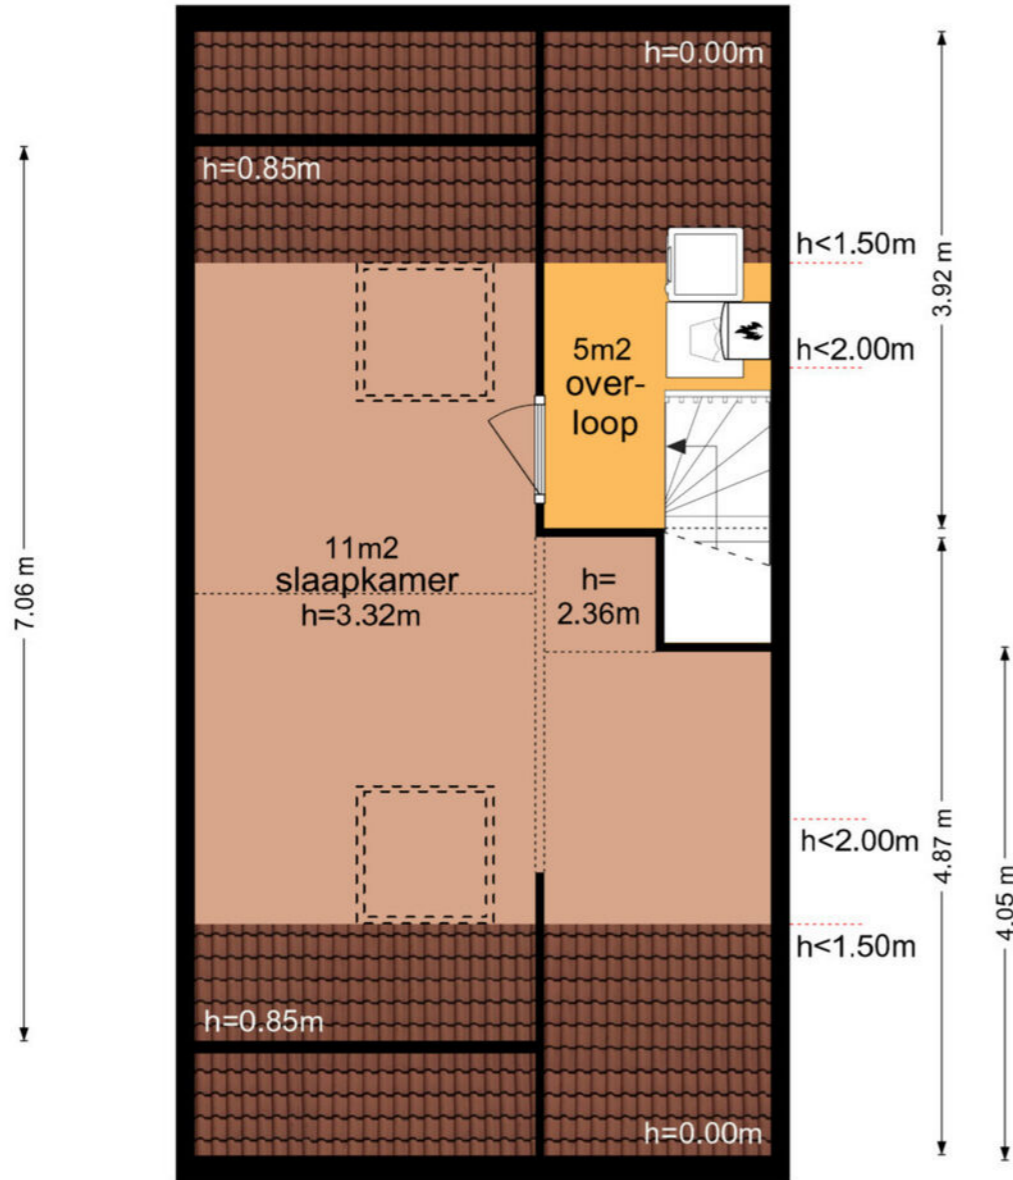 h=0.00m
h=0.85m
h<1.50m
3.92 m
h<2.00m
5m2
over-
loop
7.06 m
11m2
slaapkamer
h=3.32m
h=
2.36m
h<2.00m
4.87 m
4.05 m
h<1.50m
h=0.85m
h=0.00m